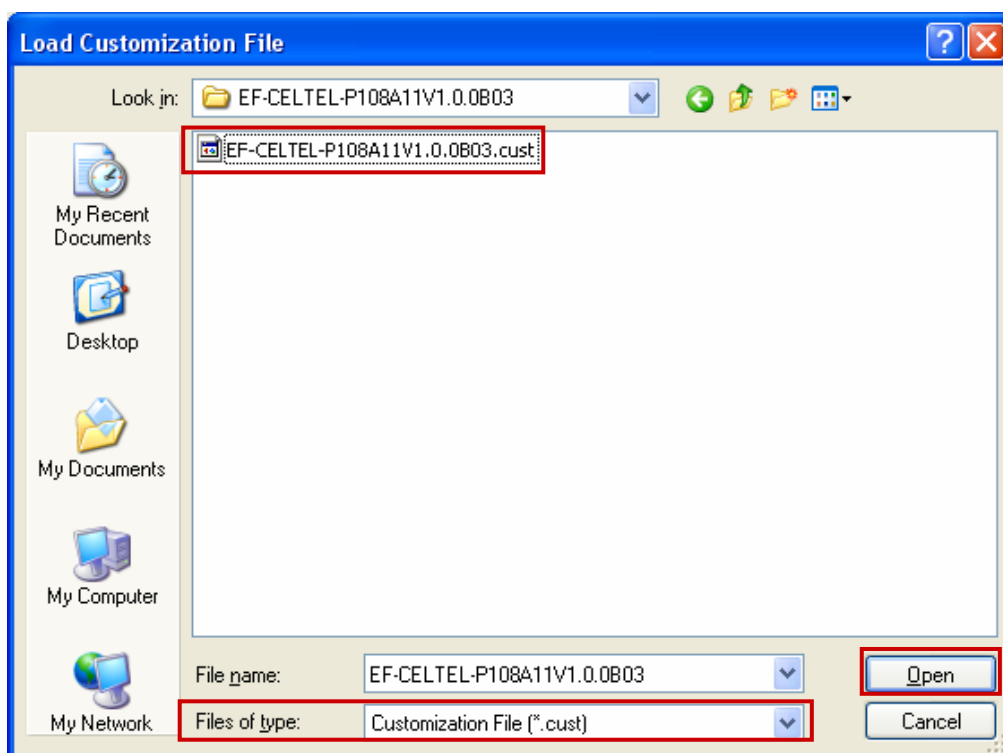 Load Customization File
Look in:
EF-CELTEL-P108A11V1.0.0B03
EF-CELTEL-P108A11V1.0.0B03.cust
My Recent
Documents
Desktop
My Documents
My Computer
My Network
File name:
EF-CELTEL-P108A11V1.0.0B03
Open
Files of type:
Customization File (*.cust)
Cancel